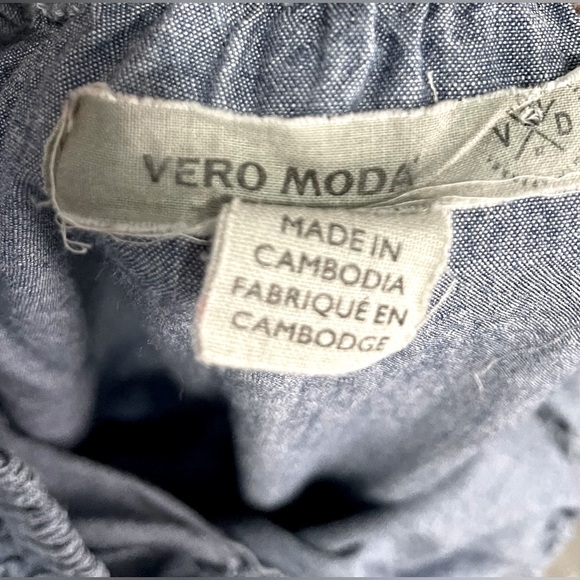 VERO MODA
V D
MADE IN
CAMBODIA
FABRIQUÉ EN
CAMBODGE